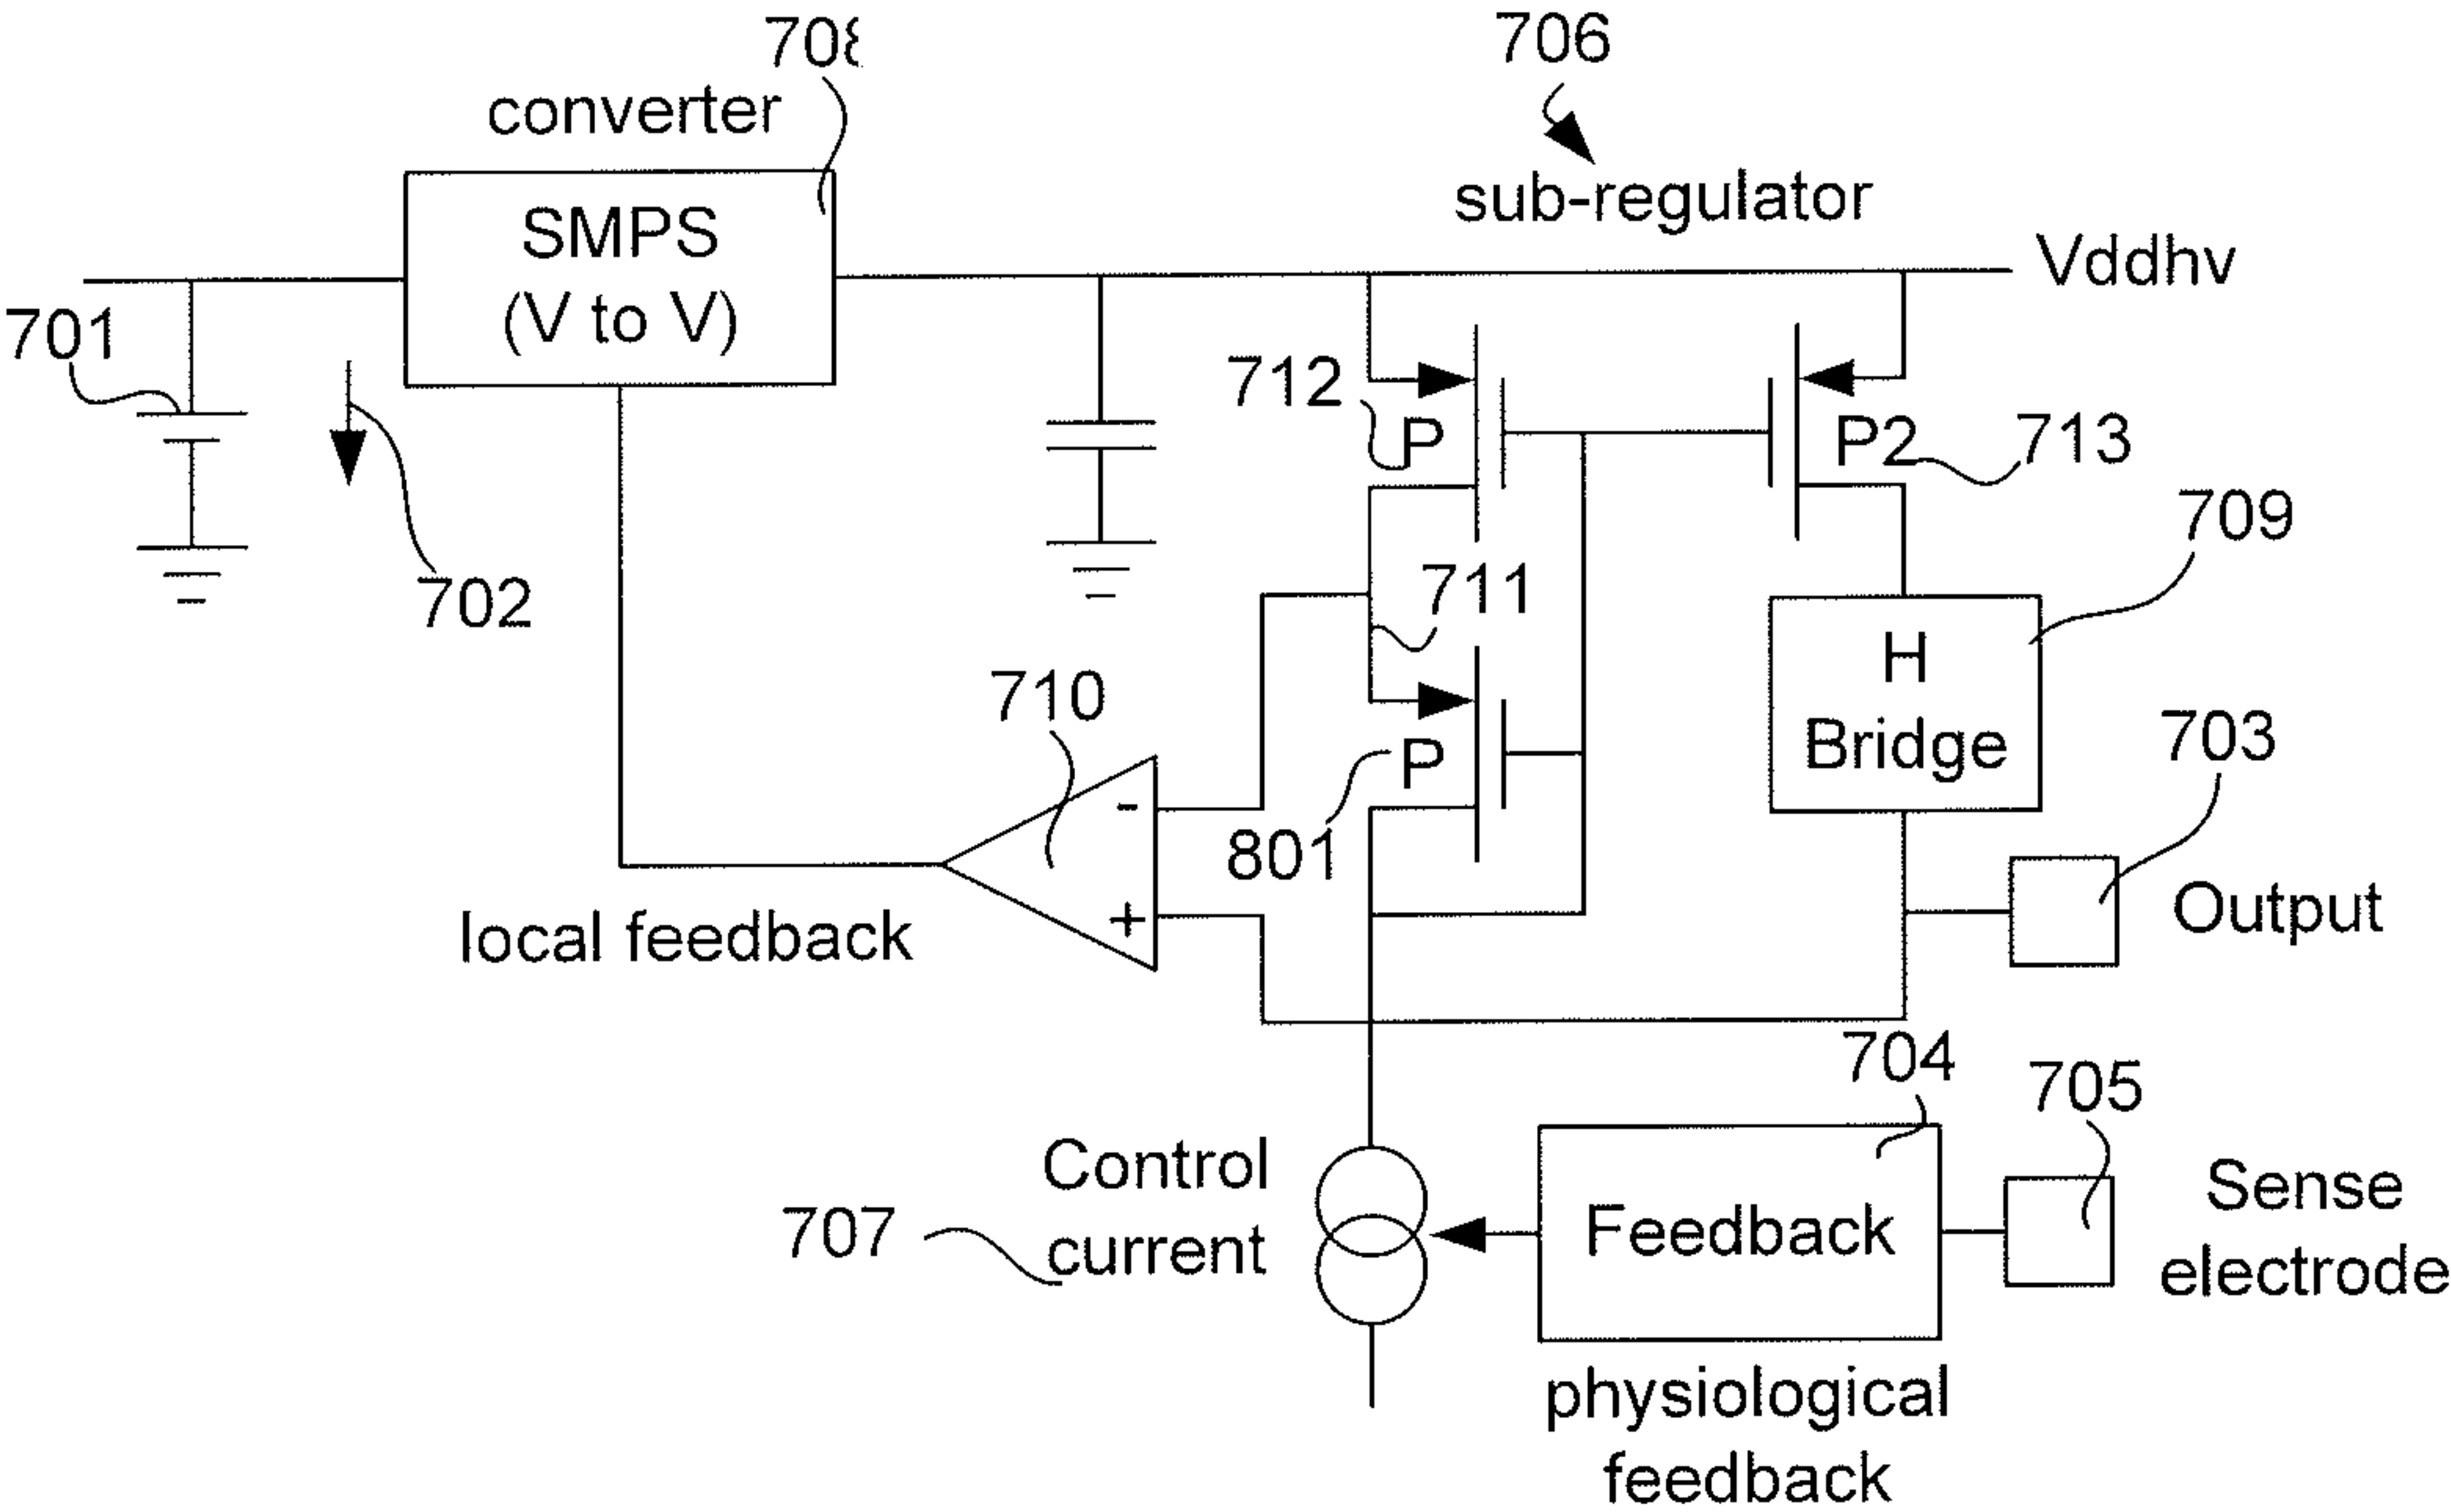 708
706
converter
sub-regulator
SMPS
(V to V)
Vddhv
701
712
P
P2
713
709
702
711
H
Bridge
710
703
-
P
801
+
Output
local feedback
704
705
Control
current
707
Feedback
Sense
electrode
physiological
feedback